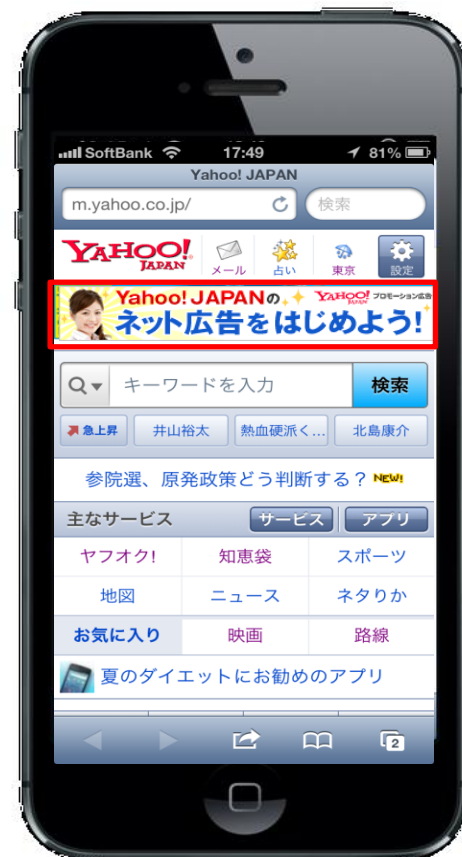 SoftBank 17:49 81%
Yahoo! JAPAN
m.yahoo.co.jp/ 検索
YAHOO! JAPAN メール 占い 東京 設定
Yahoo! JAPANの YAHOO! JAPAN プロモーション広告
ネット広告をはじめよう!
キーワードを入力 検索
急上昇 井山裕太 熱血硬派く... 北島康介
参院選、原発政策どう判断する? NEW!
主なサービス サービス アプリ
ヤフオク! 知恵袋 スポーツ
地図 ニュース ネタりか
お気に入り 映画 路線
夏のダイエットにお勧めのアプリ
2